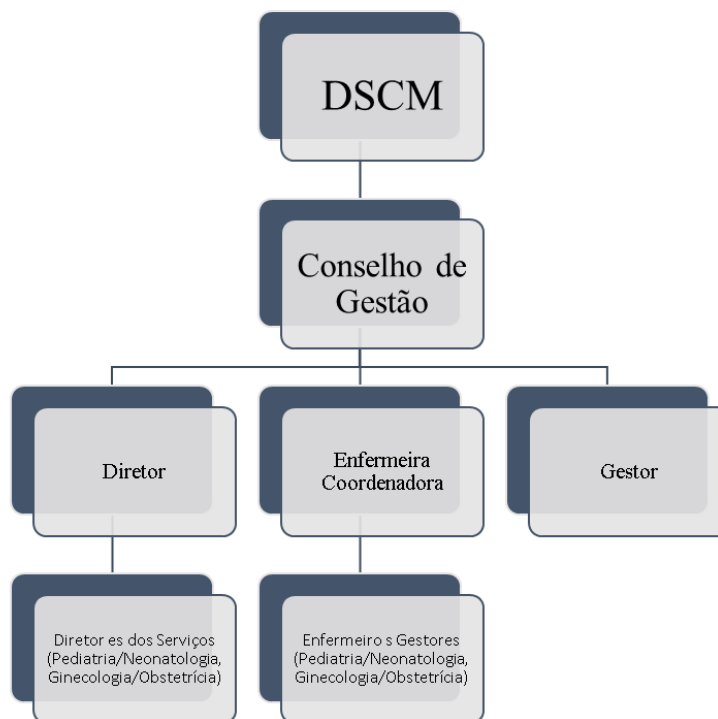 DSCM
Conselho de
Gestão
Diretor
Enfermeira
Coordenadora
Gestor
Diretor es dos Serviços
(Pediatria/Neonatologia,
Ginecologia/Obstetrícia)
Enfermeiro s Gestores
(Pediatria/Neonatologia,
Ginecologia/Obstetrícia)